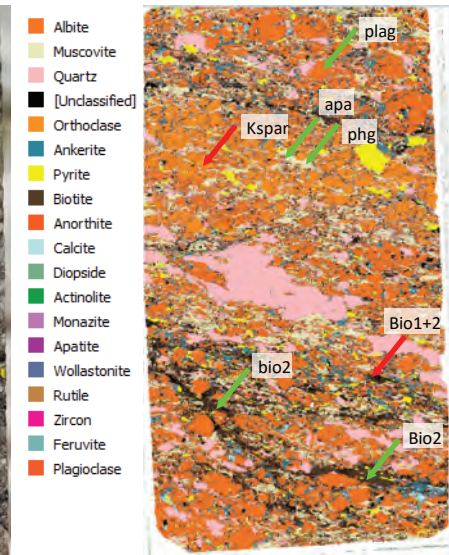 Albite
Muscovite
Quartz
[Unclassified]
Orthoclase
Ankerite
Pyrite
Biotite
Anorthite
Calcite
Diopside
Actinolite
Monazite
Apatite
Wollastonite
Rutile
Zircon
Feruvite
Plagioclase
plag
apa
Kspar
phg
Bio1+2
bio2
Bio2